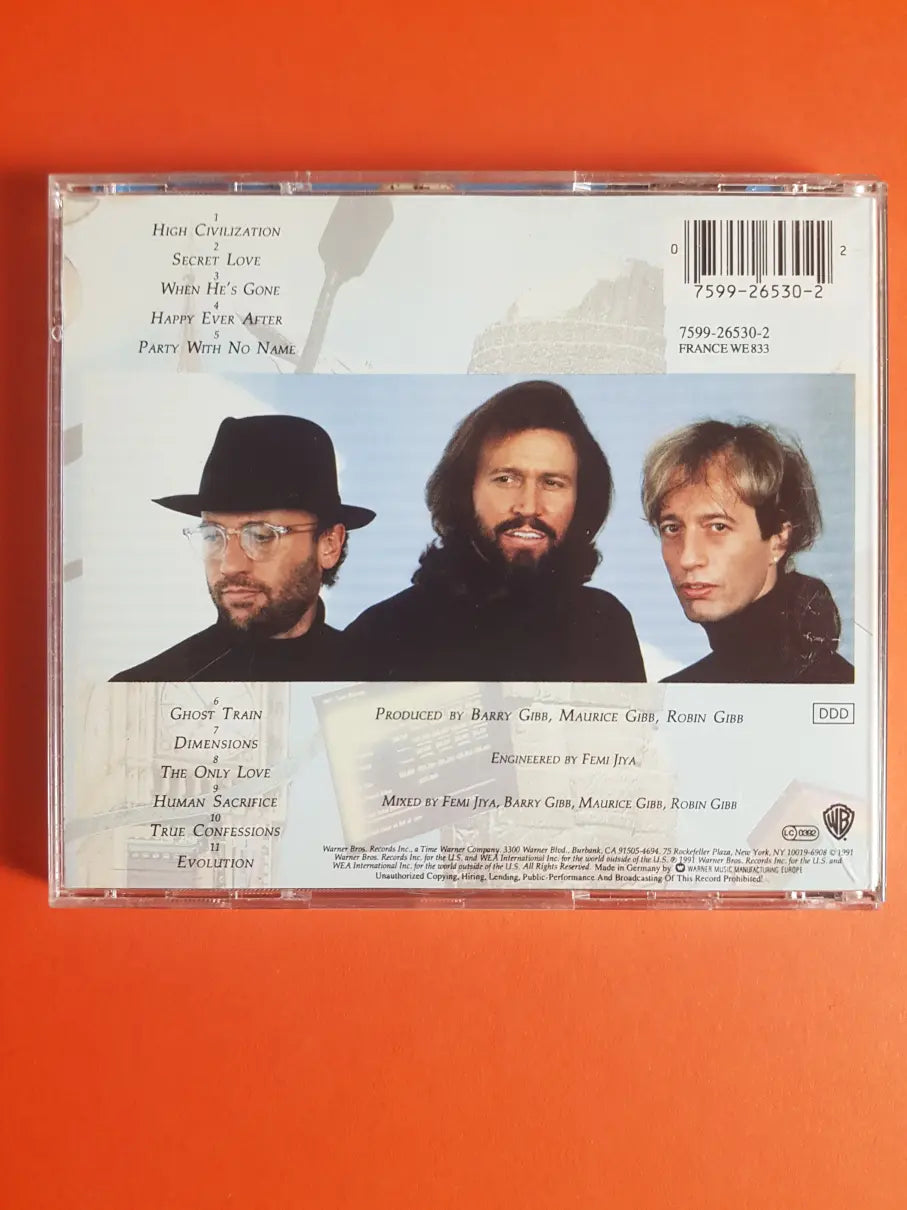 1
HIGH CIVILIZATION
2
SECRET LOVE
3
WHEN HE'S GONE
4
HAPPY EVER AFTER
5
PARTY WITH NO NAME
0 7599-26530-2 2
7599-26530-2
FRANCE WE 833
6
GHOST TRAIN
7
DIMENSIONS
8
THE ONLY LOVE
9
HUMAN SACRIFICE
10
TRUE CONFESSIONS
11
EVOLUTION
PRODUCED BY BARRY GIBB, MAURICE GIBB, ROBIN GIBB
DDD
ENGINEERED BY FEMI JIYA
MIXED BY FEMI JIYA, BARRY GIBB, MAURICE GIBB, ROBIN GIBB
LC 0392
WB
Warner Bros. Records Inc., a Time Warner Company, 3300 Warner Blvd., Burbank, CA 91505-4694. 75 Rockefeller Plaza, New York, NY 10019-6908 © 1991
Warner Bros. Records Inc. for the U.S. and WEA International Inc. for the world outside of the U.S. ℗ 1991 Warner Bros. Records Inc. for the U.S. and
WEA International Inc. for the world outside of the U.S. All Rights Reserved. Made in Germany by WARNER MUSIC MANUFACTURING EUROPE
Unauthorized Copying, Hiring, Lending, Public Performance And Broadcasting Of This Record Prohibited!